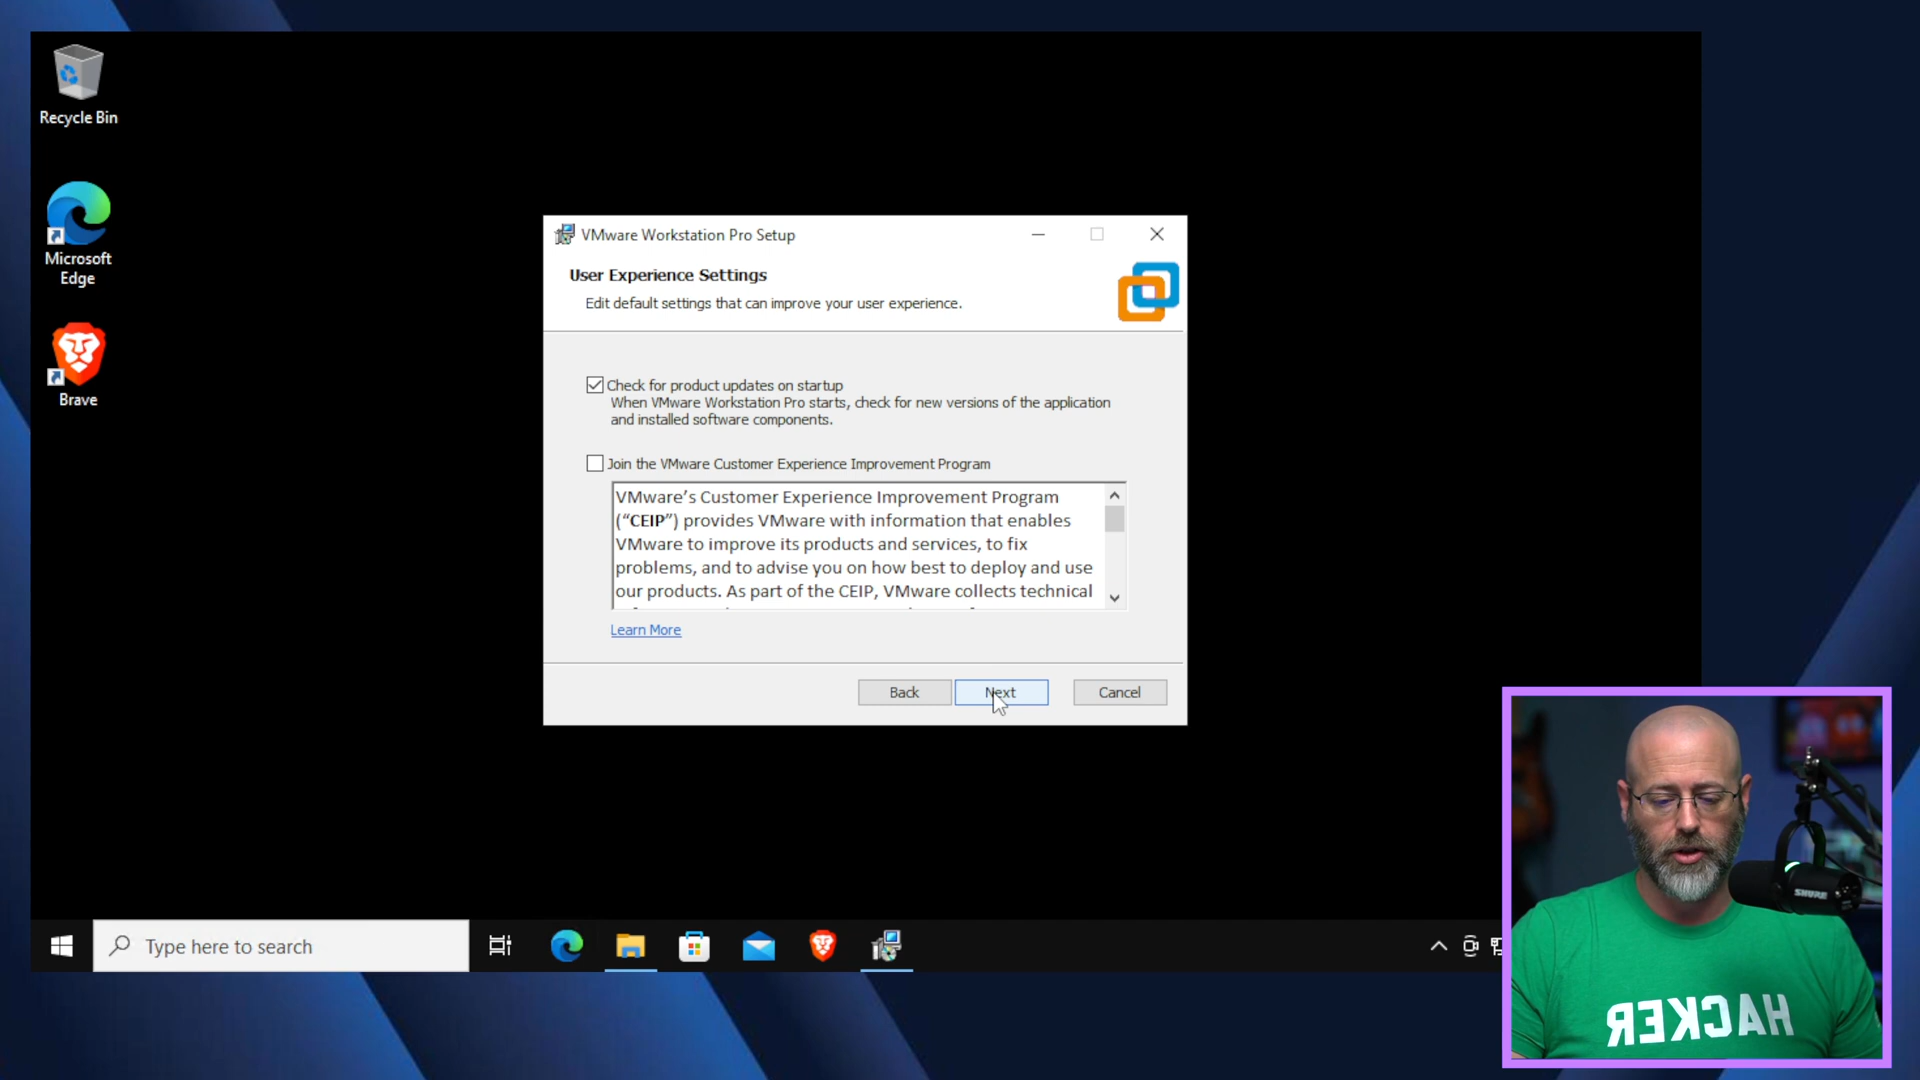 Recycle Bin
Microsoft
Edge
Brave
VMware Workstation Pro Setup
User Experience Settings
Edit default settings that can improve your user experience.
Check for product updates on startup
When VMware Workstation Pro starts, check for new versions of the application
and installed software components.
Join the VMware Customer Experience Improvement Program
VMware’s Customer Experience Improvement Program
(“CEIP”) provides VMware with information that enables
VMware to improve its products and services, to fix
problems, and to advise you on how best to deploy and use
our products. As part of the CEIP, VMware collects technical
Learn More
Back
Next
Cancel
Type here to search
SHURE
HACKER